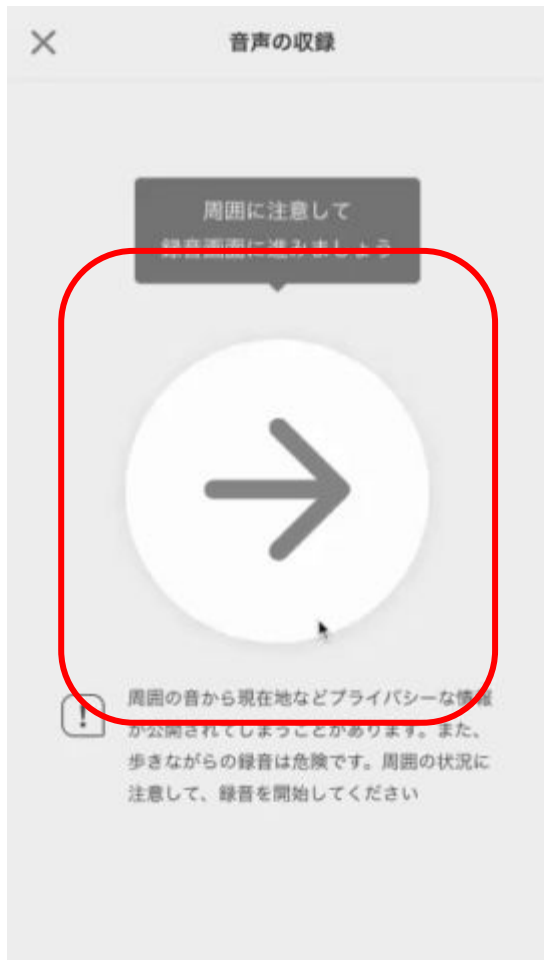 音声の収録
周囲に注意して
録音画面に進みましょう
周囲の音から現在地などプライバシーな情報
が公開されてしまうことがあります。また、
歩きながらの録音は危険です。周囲の状況に
注意して、録音を開始してください